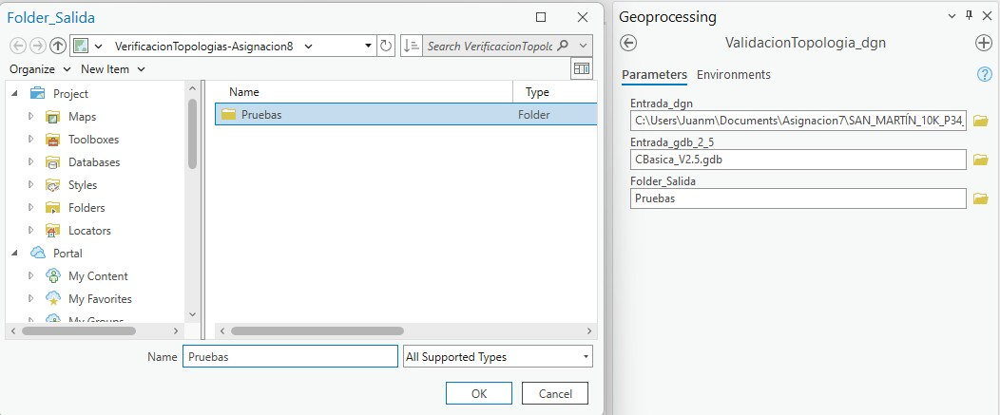 Folder_Salida
VerificacionTopologias-Asignacion8
Search VerificacionTopolc
Organize New Item
Project
Maps
Toolboxes
Databases
Styles
Folders
Locators
Portal
My Content
My Favorites
My Groups
Name Type
Pruebas Folder
Name Pruebas All Supported Types
OK Cancel
Geoprocessing
ValidacionTopologia_dgn
Parameters Environments
Entrada_dgn
C:\Users\Juanm\Documents\Asignacion7\SAN_MARTÍN_10K_P34_
Entrada_gdb_2_5
CBasica_V2.5.gdb
Folder_Salida
Pruebas